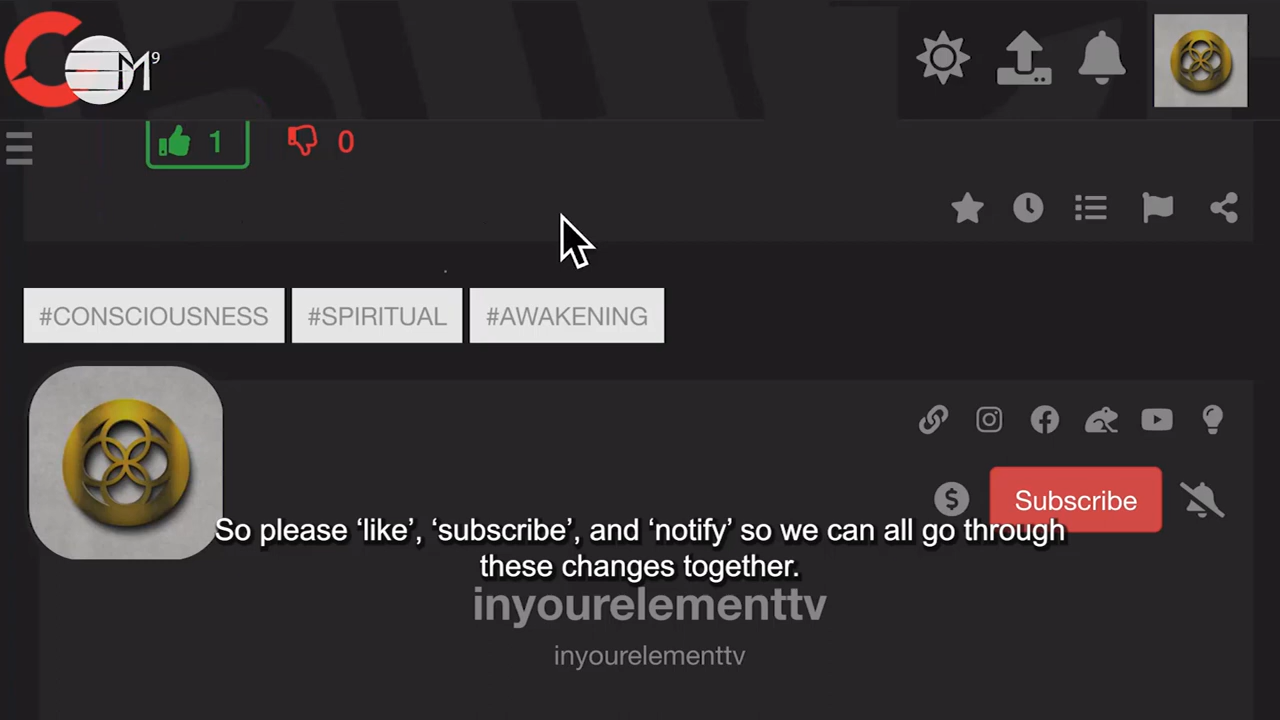 M⁹
1
0
#CONSCIOUSNESS #SPIRITUAL #AWAKENING
Subscribe
So please ‘like’, ‘subscribe’, and ‘notify’ so we can all go through
these changes together.
inyourelementtv
inyourelementtv